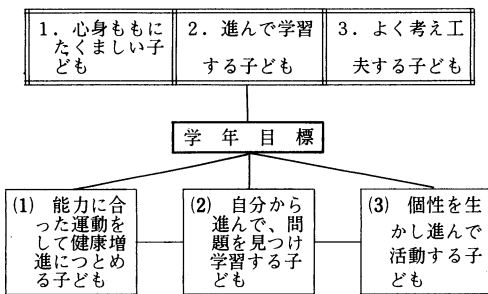 1．心身ももに
たくましい子
ども
2．進んで学習
する子ども
3．よく考え工
夫する子ども
学年目標
(1) 能力に合
った運動を
して健康増
進につとめ
る子ども
(2) 自分から
進んで、問
題を見つけ
学習する子
ども
(3) 個性を生
かし進んで
活動する子
ども